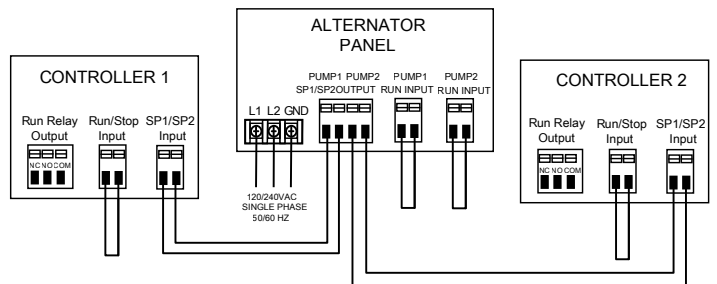 ALTERNATOR
PANEL
PUMP1 PUMP2
SP1/SP2OUTPUT
PUMP1
RUN INPUT
PUMP2
RUN INPUT
L1 L2 GND
120/240VAC
SINGLE PHASE
50/60 HZ
CONTROLLER 1
Run Relay
Output
Run/Stop
Input
SP1/SP2
Input
NC NO COM
CONTROLLER 2
Run Relay
Output
Run/Stop
Input
SP1/SP2
Input
NC NO COM